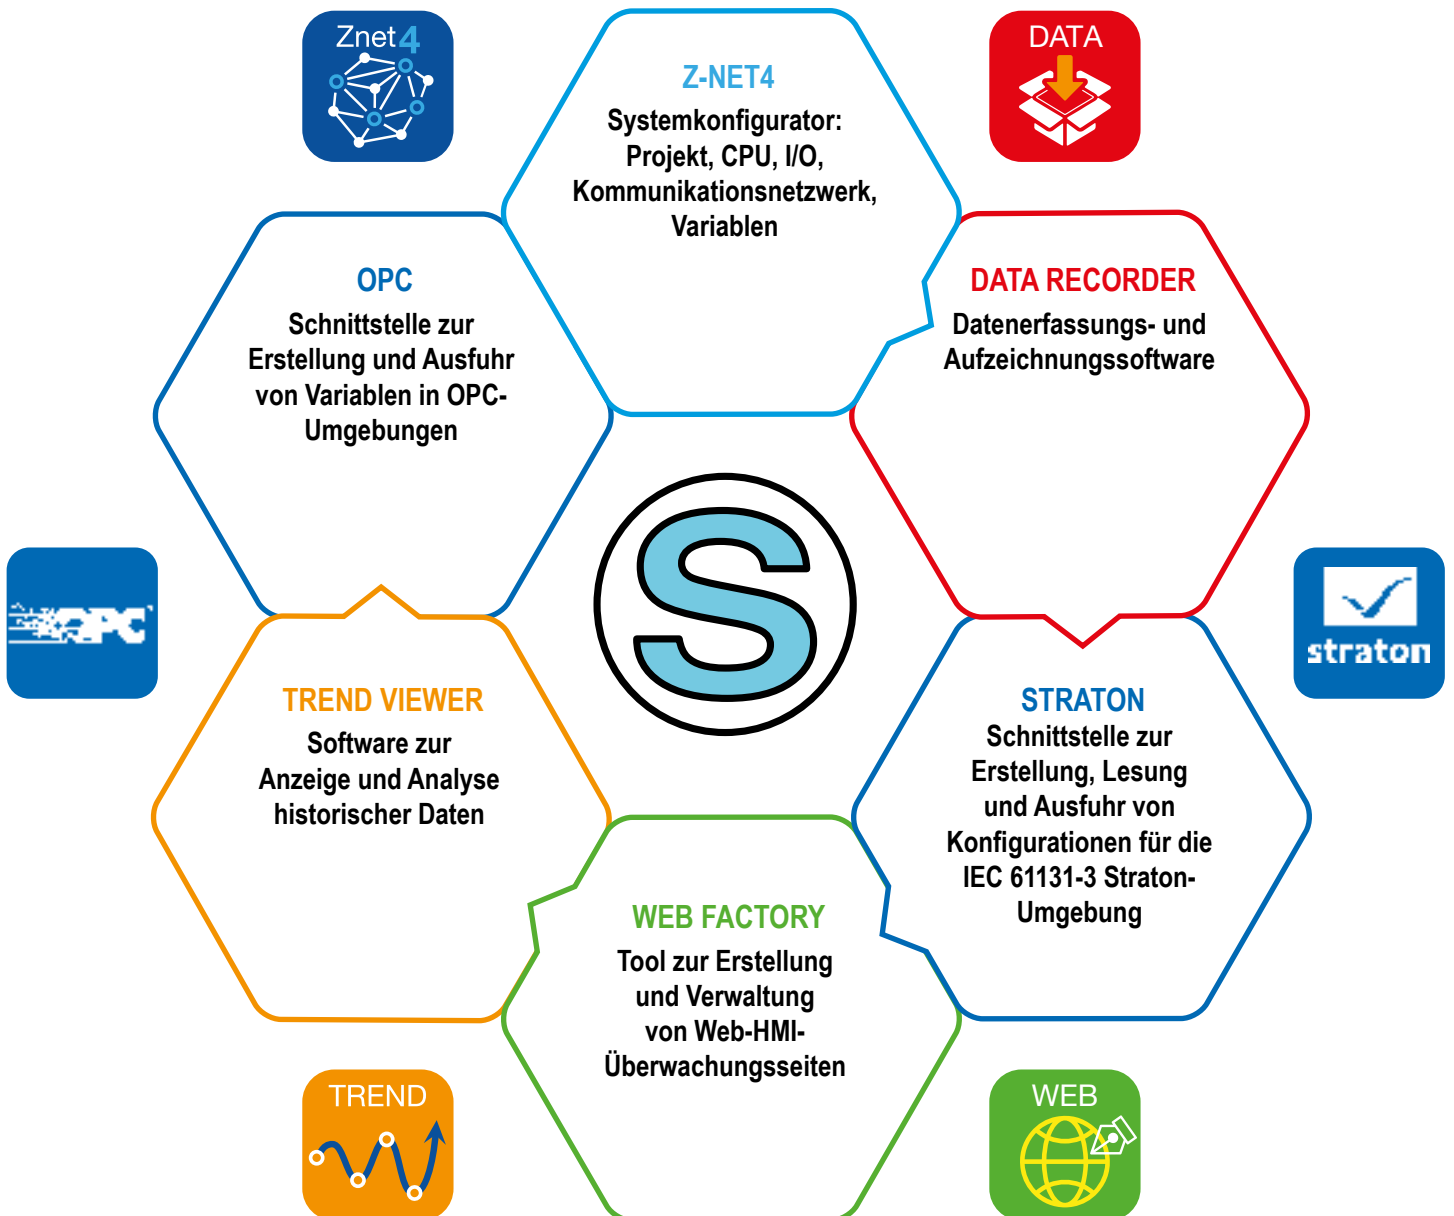 Znet4
Z-NET4
Systemkonfigurator:
Projekt, CPU, I/O,
Kommunikationsnetzwerk,
Variablen
DATA
OPC
Schnittstelle zur
Erstellung und Ausfuhr
von Variablen in OPC-
Umgebungen
DATA RECORDER
Datenerfassungs- und
Aufzeichnungssoftware
S
OPC
straton
TREND VIEWER
Software zur
Anzeige und Analyse
historischer Daten
STRATON
Schnittstelle zur
Erstellung, Lesung
und Ausfuhr von
Konfigurationen für die
IEC 61131-3 Straton-
Umgebung
WEB FACTORY
Tool zur Erstellung
und Verwaltung
von Web-HMI-
Überwachungsseiten
TREND
WEB